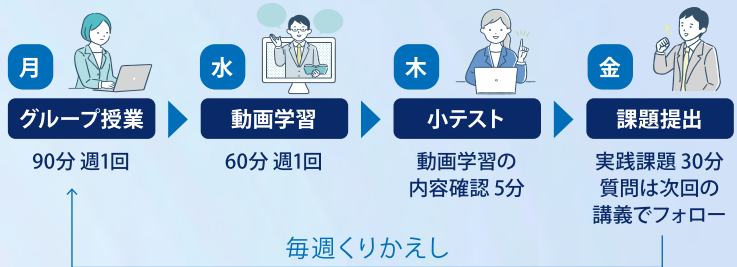 月
グループ授業
90分 週1回
水
動画学習
60分 週1回
木
小テスト
動画学習の
内容確認 5分
金
課題提出
実践課題 30分
質問は次回の
講義でフォロー
毎週くりかえし